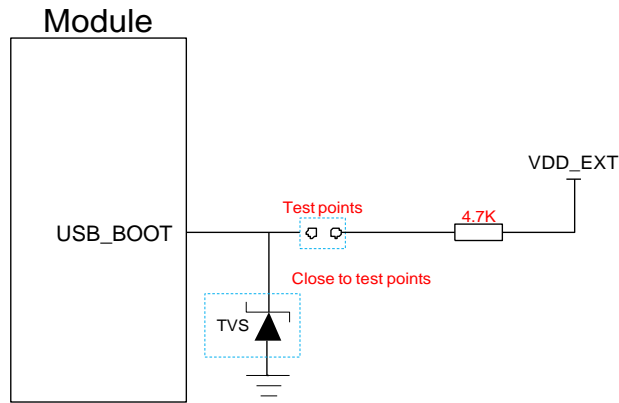 Module
VDD_EXT
Test points
4.7K
USB_BOOT
Close to test points
TVS